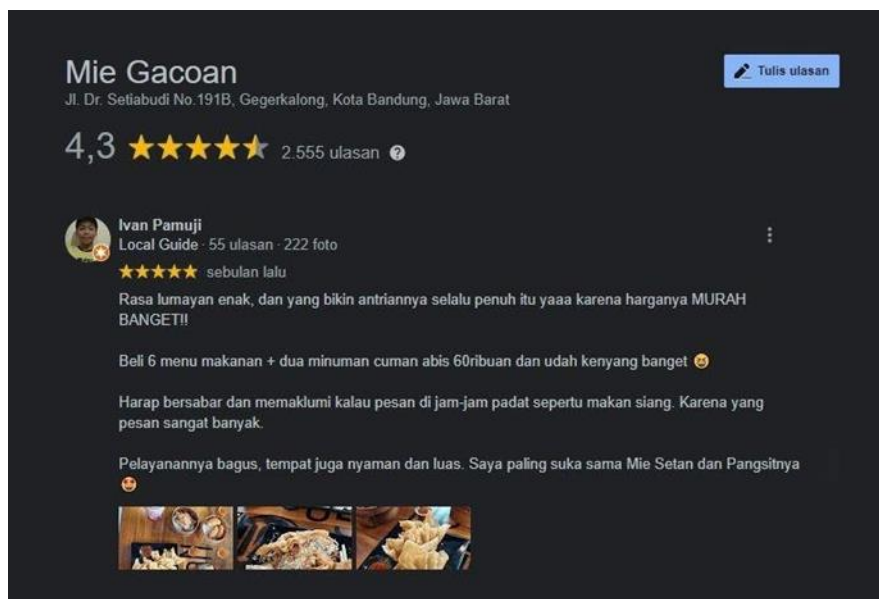 Mie Gacoan
Tulis ulasan
Jl. Dr. Setiabudi No.191B, Gegerkalong, Kota Bandung, Jawa Barat
4,3 2.555 ulasan ?
Ivan Pamuji
Local Guide · 55 ulasan · 222 foto
sebulan lalu
Rasa lumayan enak, dan yang bikin antriannya selalu penuh itu yaaa karena harganya MURAH
BANGET!!
Beli 6 menu makanan + dua minuman cuman abis 60ribuan dan udah kenyang banget 😆
Harap bersabar dan memaklumi kalau pesan di jam-jam padat sepertu makan siang. Karena yang
pesan sangat banyak.
Pelayanannya bagus, tempat juga nyaman dan luas. Saya paling suka sama Mie Setan dan Pangsitnya
🤩